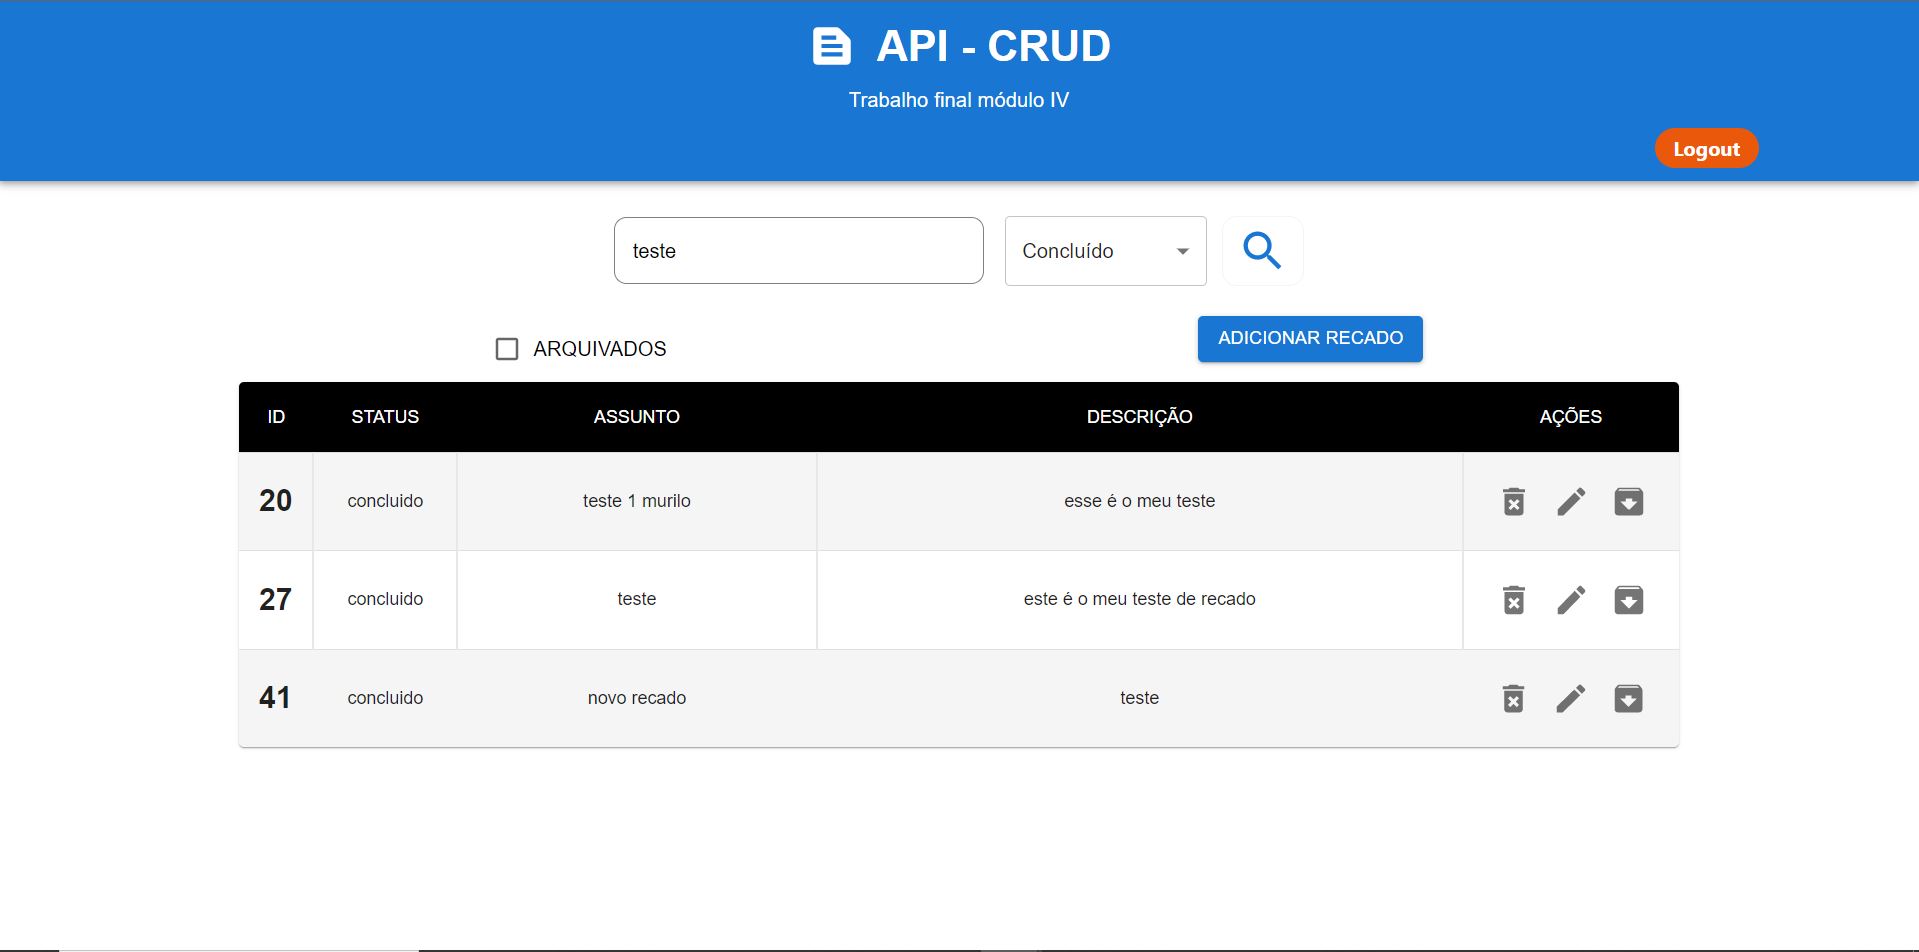 API - CRUD
Trabalho final módulo IV
Logout
teste
Concluído
ADICIONAR RECADO
ARQUIVADOS
ID STATUS ASSUNTO DESCRIÇÃO AÇÕES
20 concluido teste 1 murilo esse é o meu teste
27 concluido teste este é o meu teste de recado
41 concluido novo recado teste